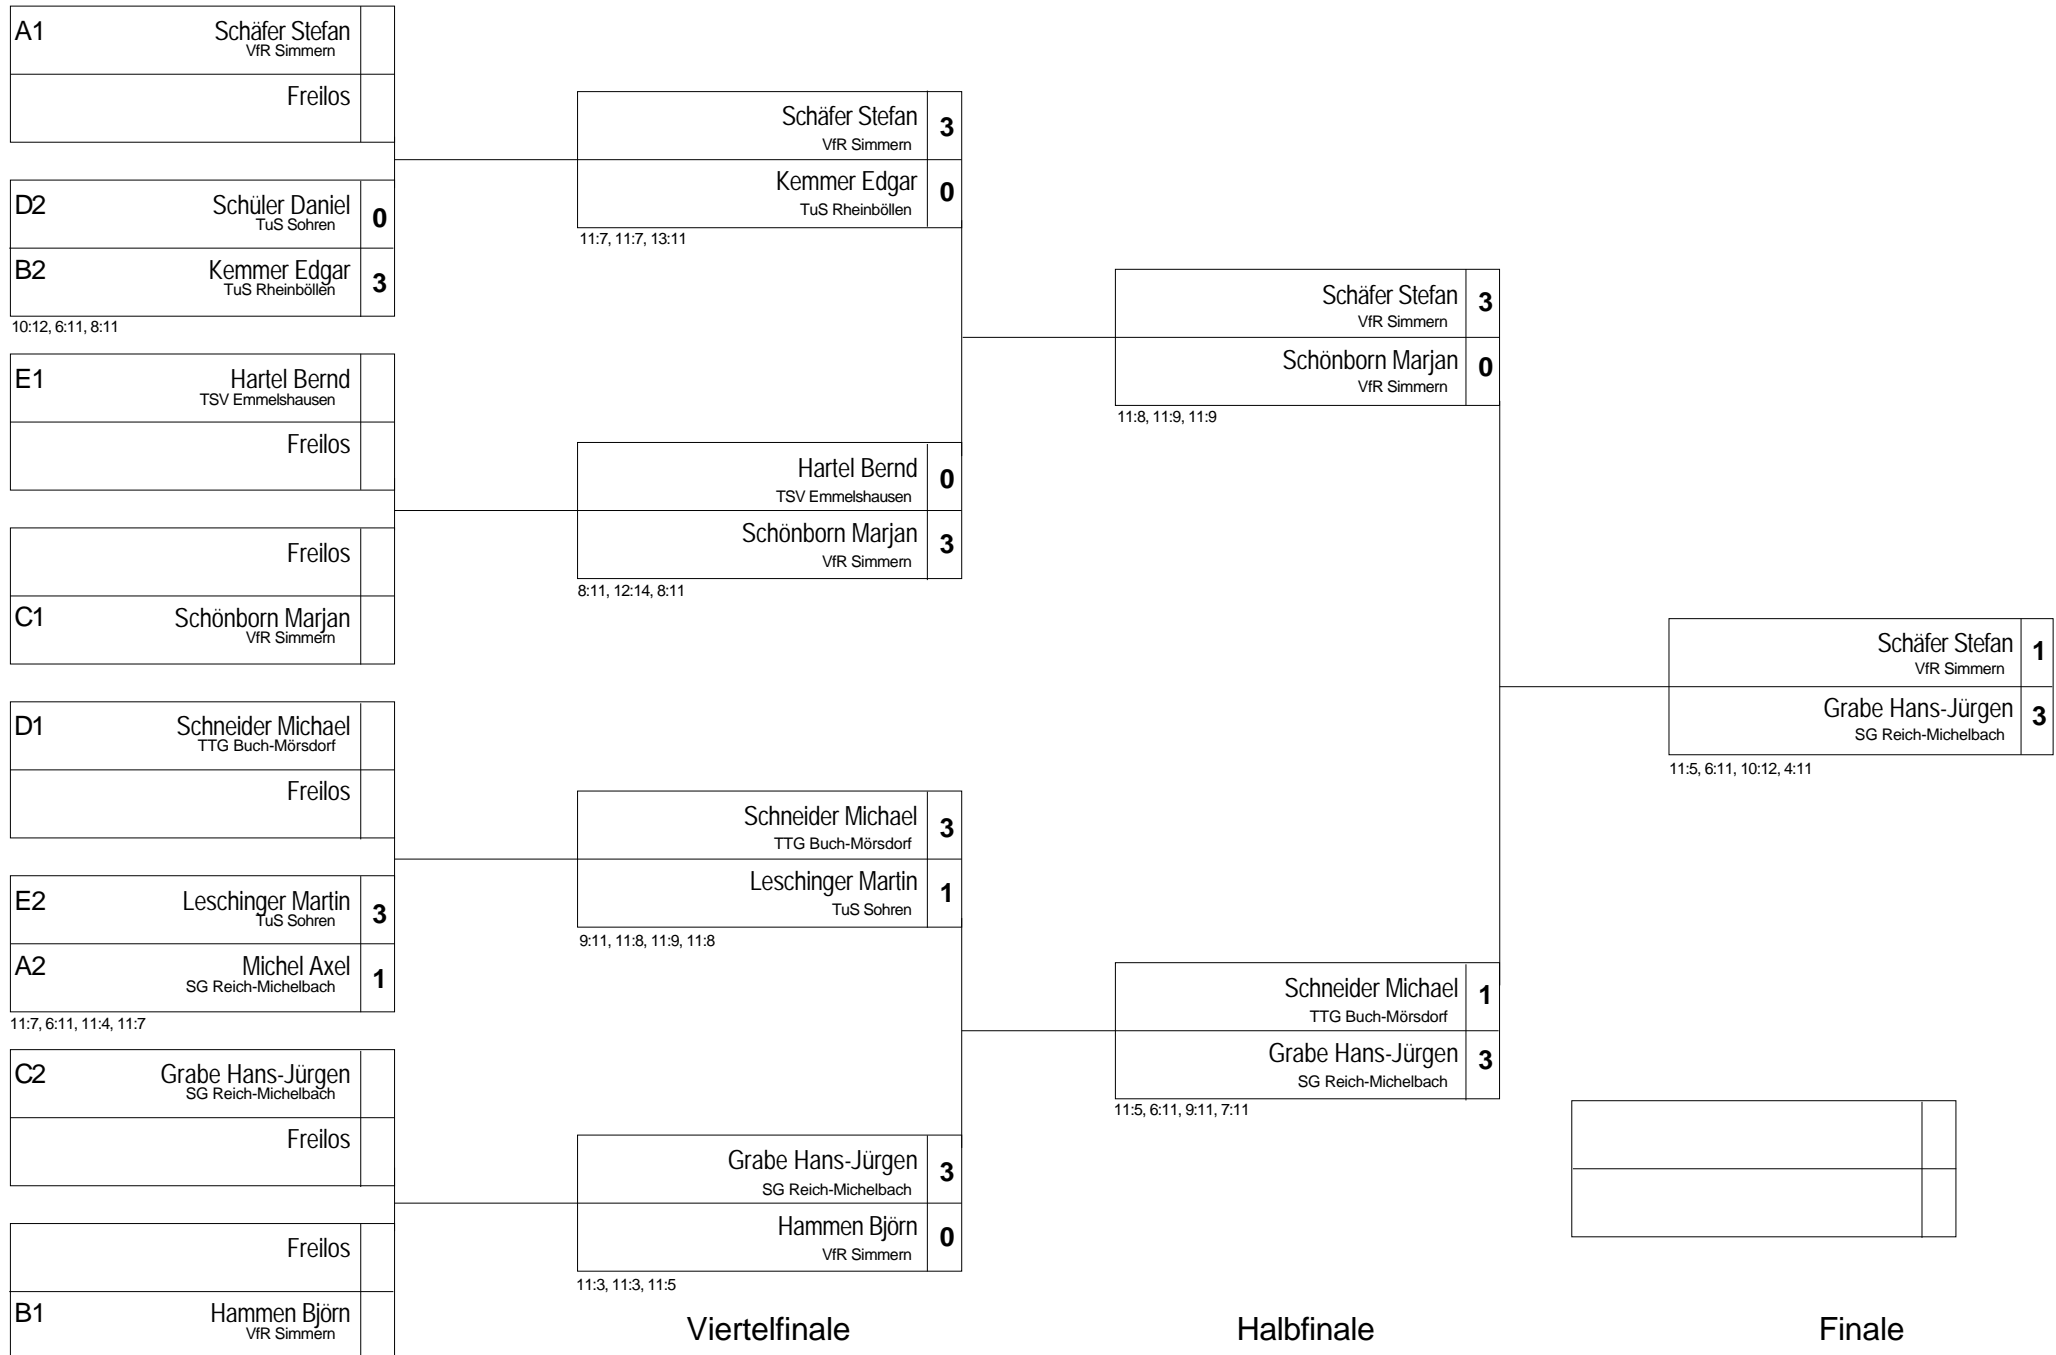 A1 Schäfer Stefan
VfR Simmern
Freilos
D2 Schüler Daniel 0
TuS Sohren
B2 Kemmer Edgar 3
TuS Rheinböllen
10:12, 6:11, 8:11
E1 Hartel Bernd
TSV Emmelshausen
Freilos
Freilos
C1 Schönborn Marjan
VfR Simmern
D1 Schneider Michael
TTG Buch-Mörsdorf
Freilos
E2 Leschinger Martin 3
TuS Sohren
A2 Michel Axel 1
SG Reich-Michelbach
11:7, 6:11, 11:4, 11:7
C2 Grabe Hans-Jürgen
SG Reich-Michelbach
Freilos
Freilos
B1 Hammen Björn
VfR Simmern
Schäfer Stefan 3
VfR Simmern
Kemmer Edgar 0
TuS Rheinböllen
11:7, 11:7, 13:11
Hartel Bernd 0
TSV Emmelshausen
Schönborn Marjan 3
VfR Simmern
8:11, 12:14, 8:11
Schneider Michael 3
TTG Buch-Mörsdorf
Leschinger Martin 1
TuS Sohren
9:11, 11:8, 11:9, 11:8
Grabe Hans-Jürgen 3
SG Reich-Michelbach
Hammen Björn 0
VfR Simmern
11:3, 11:3, 11:5
Viertelfinale
Schäfer Stefan 3
VfR Simmern
Schönborn Marjan 0
VfR Simmern
11:8, 11:9, 11:9
Schneider Michael 1
TTG Buch-Mörsdorf
Grabe Hans-Jürgen 3
SG Reich-Michelbach
11:5, 6:11, 9:11, 7:11
Halbfinale
Schäfer Stefan 1
VfR Simmern
Grabe Hans-Jürgen 3
SG Reich-Michelbach
11:5, 6:11, 10:12, 4:11
Finale